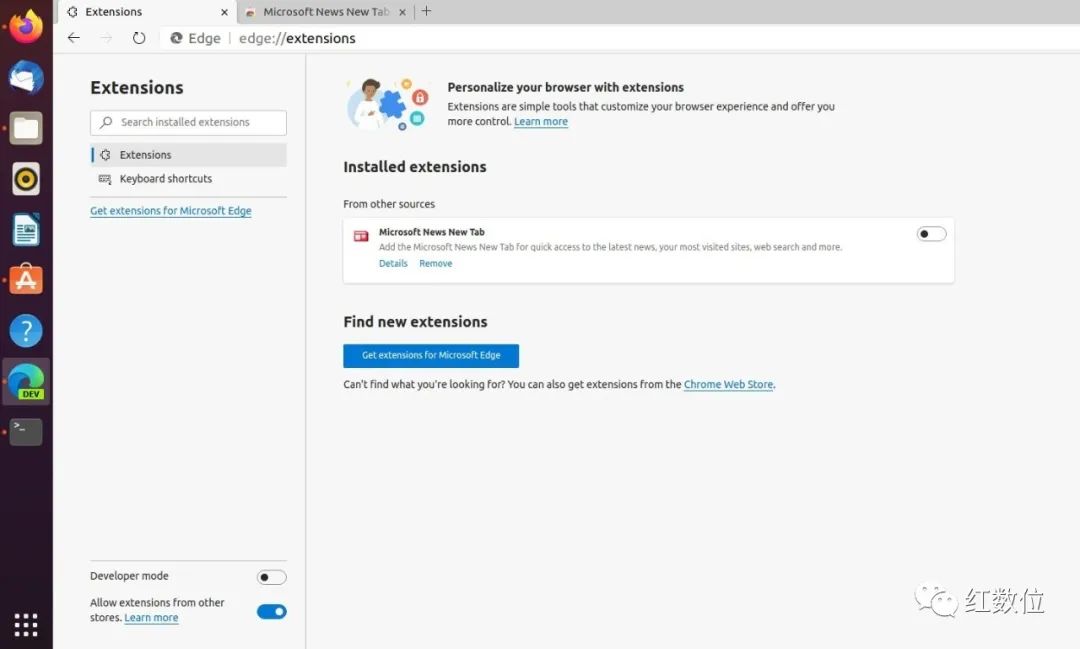 Extensions
Microsoft News New Tab
Edge | edge://extensions
Extensions
Search installed extensions
Extensions
Keyboard shortcuts
Get extensions for Microsoft Edge
Developer mode
Allow extensions from other
stores. Learn more
Personalize your browser with extensions
Extensions are simple tools that customize your browser experience and offer you
more control. Learn more
Installed extensions
From other sources
Microsoft News New Tab
Add the Microsoft News New Tab for quick access to the latest news, your most visited sites, web search and more.
Details Remove
Find new extensions
Get extensions for Microsoft Edge
Can't find what you're looking for? You can also get extensions from the Chrome Web Store.
DEV
红数位